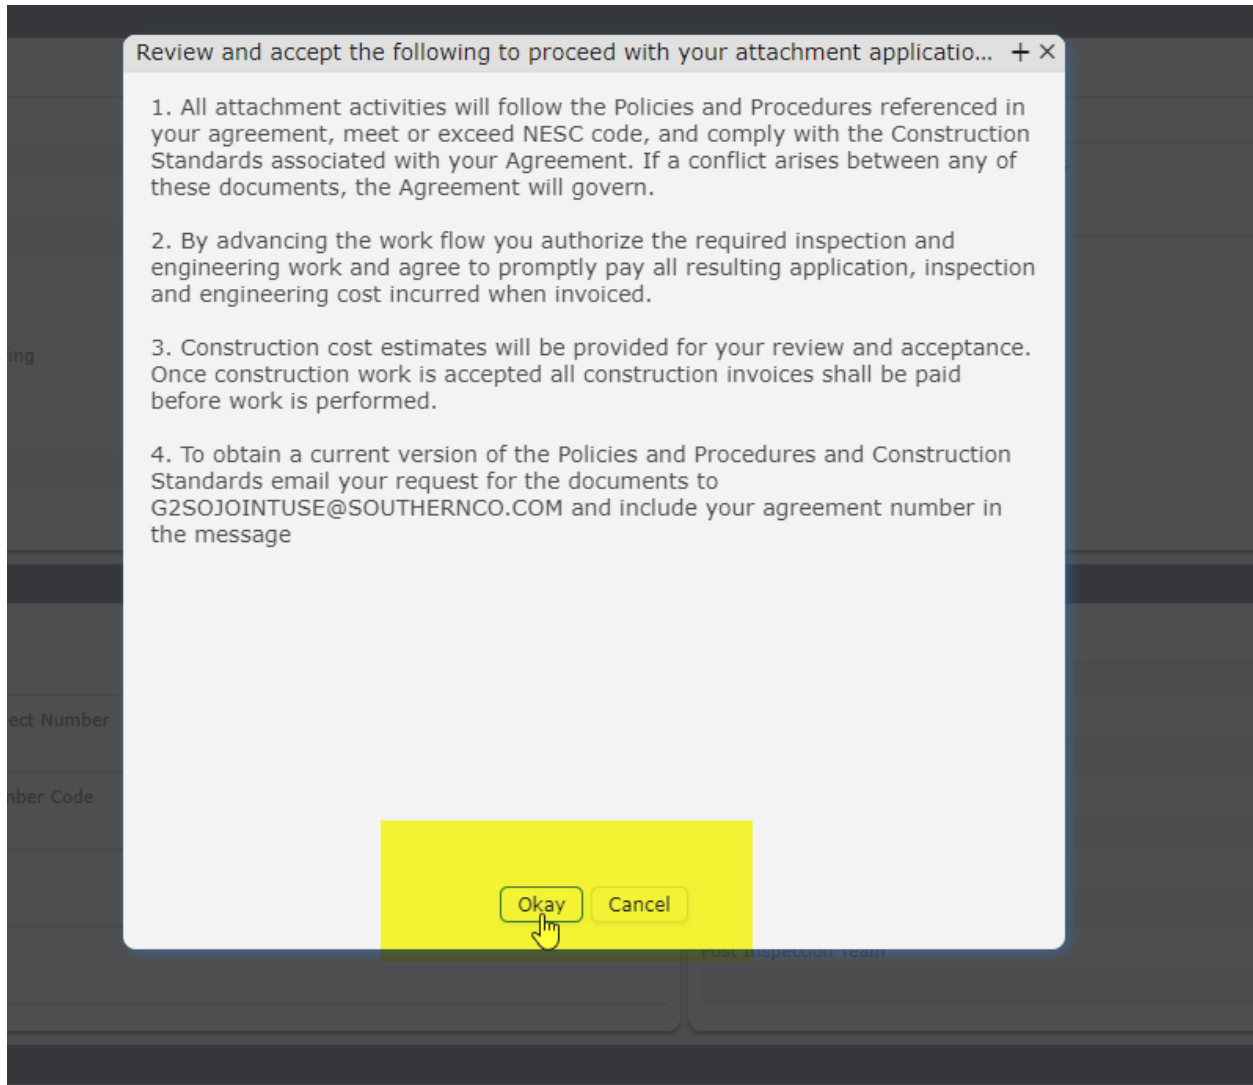 Review and accept the following to proceed with your attachment applicatio...
1. All attachment activities will follow the Policies and Procedures referenced in
your agreement, meet or exceed NESC code, and comply with the Construction
Standards associated with your Agreement. If a conflict arises between any of
these documents, the Agreement will govern.
2. By advancing the work flow you authorize the required inspection and
engineering work and agree to promptly pay all resulting application, inspection
and engineering cost incurred when invoiced.
3. Construction cost estimates will be provided for your review and acceptance.
Once construction work is accepted all construction invoices shall be paid
before work is performed.
4. To obtain a current version of the Policies and Procedures and Construction
Standards email your request for the documents to
G2SOJOINTUSE@SOUTHERNCO.COM and include your agreement number in
the message
Number
Code
Okay Cancel
Post Inspection Team